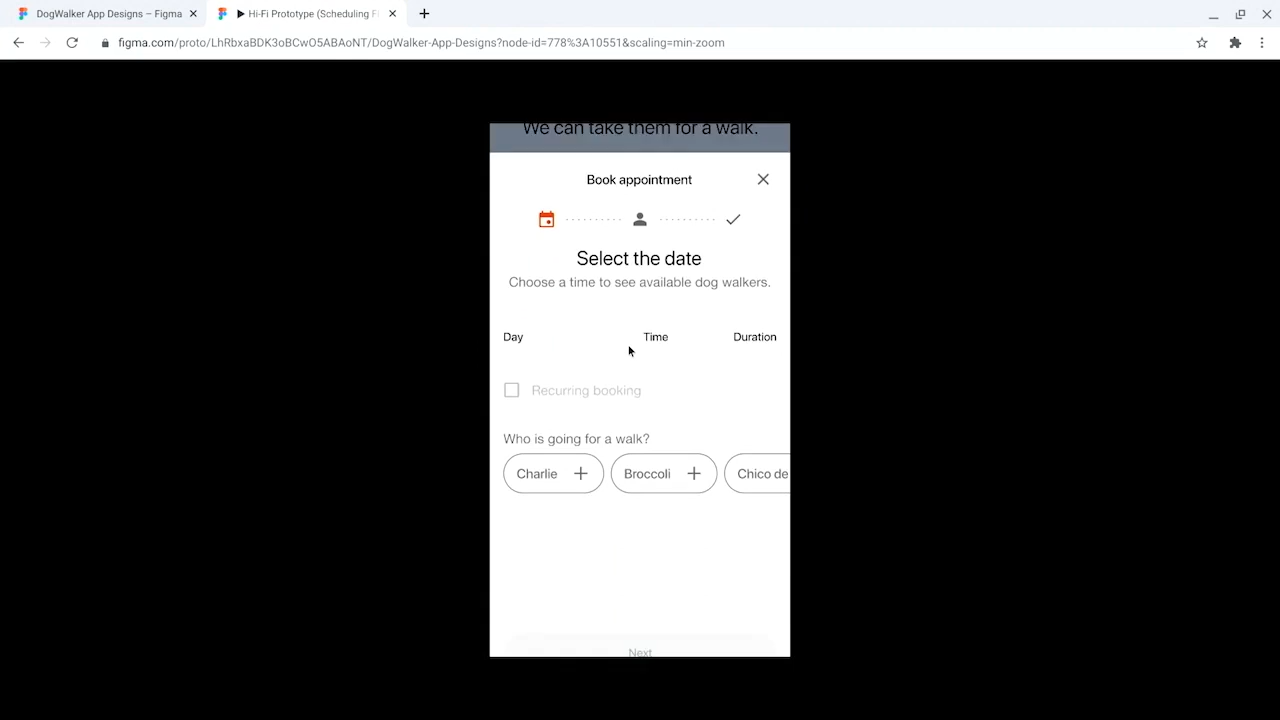 DogWalker App Designs – Figma
▶ Hi-Fi Prototype (Scheduling F
figma.com/proto/LhRbxaBDK3oBCwO5ABAoNT/DogWalker-App-Designs?node-id=778%3A10551&scaling=min-zoom
We can take them for a walk.
Book appointment
Select the date
Choose a time to see available dog walkers.
Day Time Duration
Recurring booking
Who is going for a walk?
Charlie Broccoli Chico de
Next